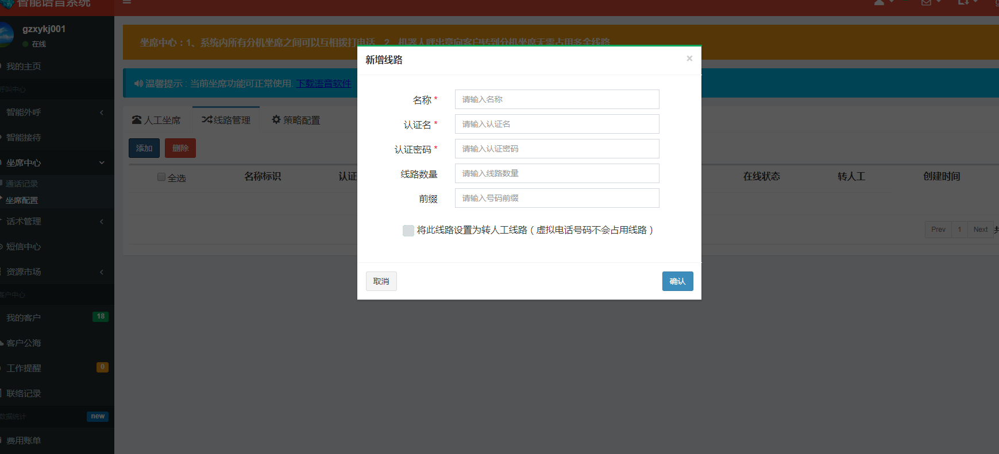 智能语音系统
gzxykj001
在线
我的主页
呼叫中心
智能外呼
智能接待
坐席中心
通话记录
坐席配置
话术管理
短信中心
资源市场
客户中心
我的客户 18
客户公海
工作提醒 0
联络记录
数据统计 new
费用账单
坐席中心：1、系统内所有分机坐席之间可以互相拨打电话 2、机器人呼出意向客户转到分机坐席无需占用多余线路
温馨提示 : 当前坐席功能可正常使用. 下载语音软件
人工坐席 线路管理 策略配置
添加 删除
全选 名称标识 认证 在线状态 转人工 创建时间
Prev 1 Next
新增线路 ×
名称 * 请输入名称
认证名 * 请输入认证名
认证密码 * 请输入认证密码
线路数量 请输入线路数量
前缀 请输入号码前缀
将此线路设置为转人工线路（虚拟电话号码不会占用线路）
取消 确认